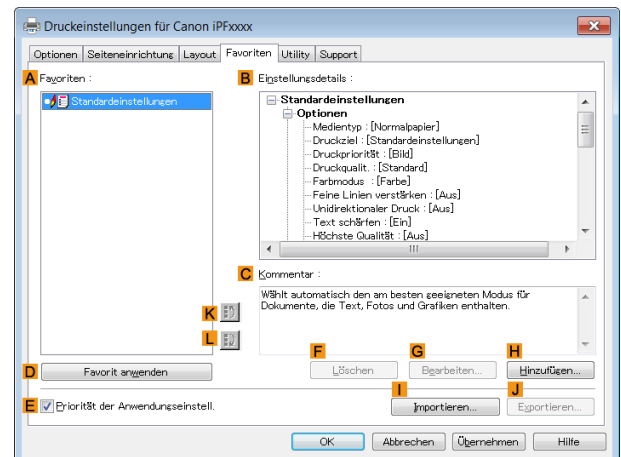 Druckeinstellungen für Canon iPFxxxx
Optionen Seiteneinrichtung Layout Favoriten Utility Support
A Favoriten :
Standardeinstellungen
B Einstellungsdetails :
Standardeinstellungen
Optionen
Medientyp : [Normalpapier]
Druckziel : [Standardeinstellungen]
Druckpriorität : [Bild]
Druckqualit. : [Standard]
Farbmodus : [Farbe]
Feine Linien verstärken : [Aus]
Unidirektionaler Druck : [Aus]
Text schärfen : [Ein]
Höchste Qualität : [Aus]
C Kommentar :
Wählt automatisch den am besten geeigneten Modus für
Dokumente, die Text, Fotos und Grafiken enthalten.
K
L
F G H
Löschen Bearbeiten... Hinzufügen...
D Favorit anwenden
I J
E Priorität der Anwendungseinstell.
Importieren... Exportieren...
OK Abbrechen Übernehmen Hilfe